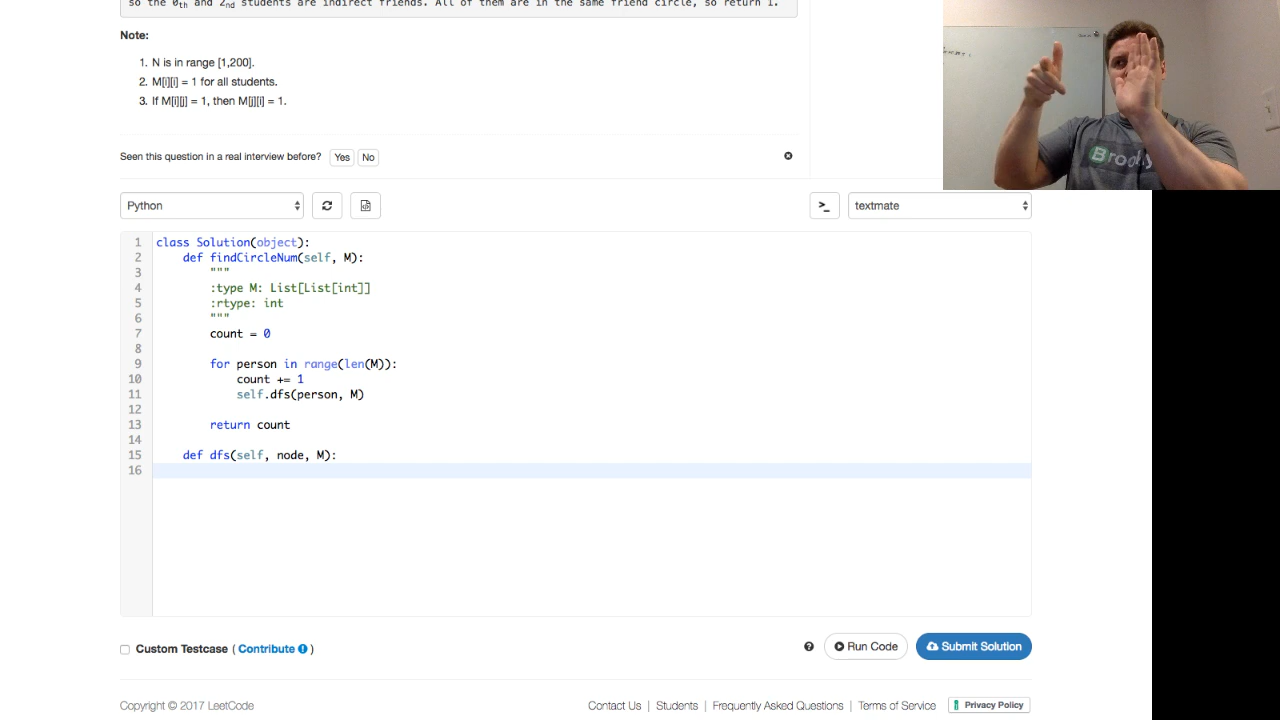 so the 0th and 2nd students are indirect friends. All of them are in the same friend circle, so return 1.
Note:
1. N is in range [1,200].
2. M[i][i] = 1 for all students.
3. If M[i][j] = 1, then M[j][i] = 1.
Seen this question in a real interview before? Yes No
Python
>_
textmate
1 class Solution(object):
2 def findCircleNum(self, M):
3 """
4 :type M: List[List[int]]
5 :rtype: int
6 """
7 count = 0
8
9 for person in range(len(M)):
10 count += 1
11 self.dfs(person, M)
12
13 return count
14
15 def dfs(self, node, M):
16
Custom Testcase ( Contribute )
Run Code
Submit Solution
Copyright © 2017 LeetCode
Contact Us | Students | Frequently Asked Questions | Terms of Service
Privacy Policy